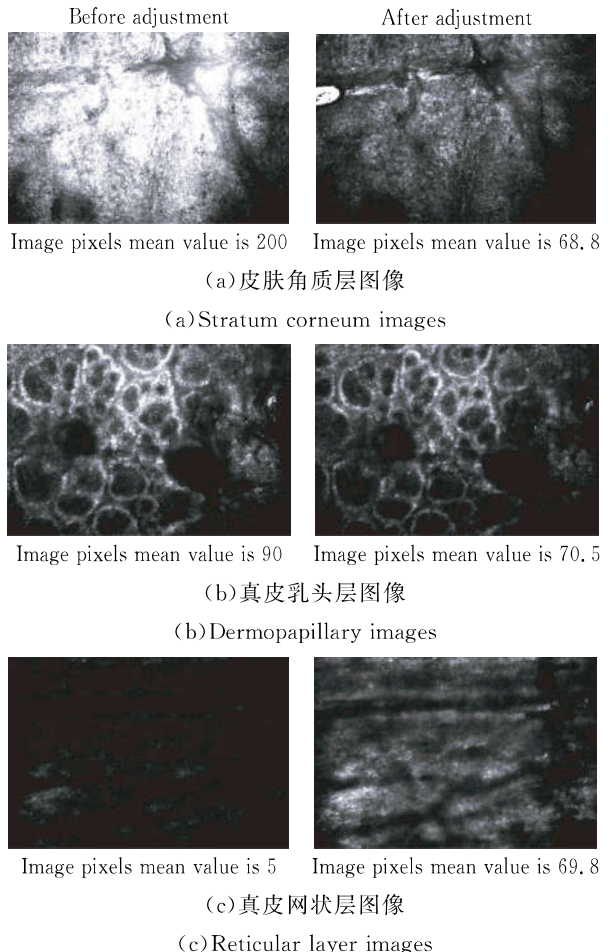 Before adjustment After adjustment
Image pixels mean value is 200 Image pixels mean value is 68.8
(a)皮肤角质层图像
(a)Stratum corneum images
Image pixels mean value is 90 Image pixels mean value is 70.5
(b)真皮乳头层图像
(b)Dermopapillary images
Image pixels mean value is 5 Image pixels mean value is 69.8
(c)真皮网状层图像
(c)Reticular layer images